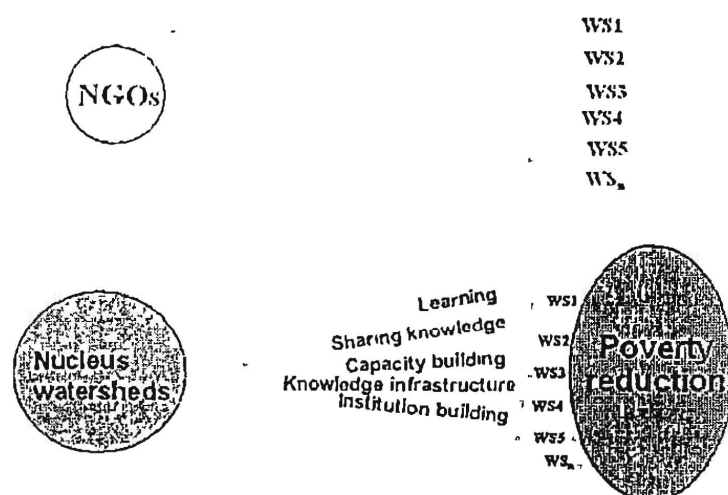 WS1
WS2
NGOs
WS3
WS4
WS5
WSn
Learning
WS1
Sharing knowledge
WS2
Nucleus
watersheds
Capacity building
Knowledge infrastructure
Institution building
WS3
WS4
WS5
WSn
Poverty
reduction